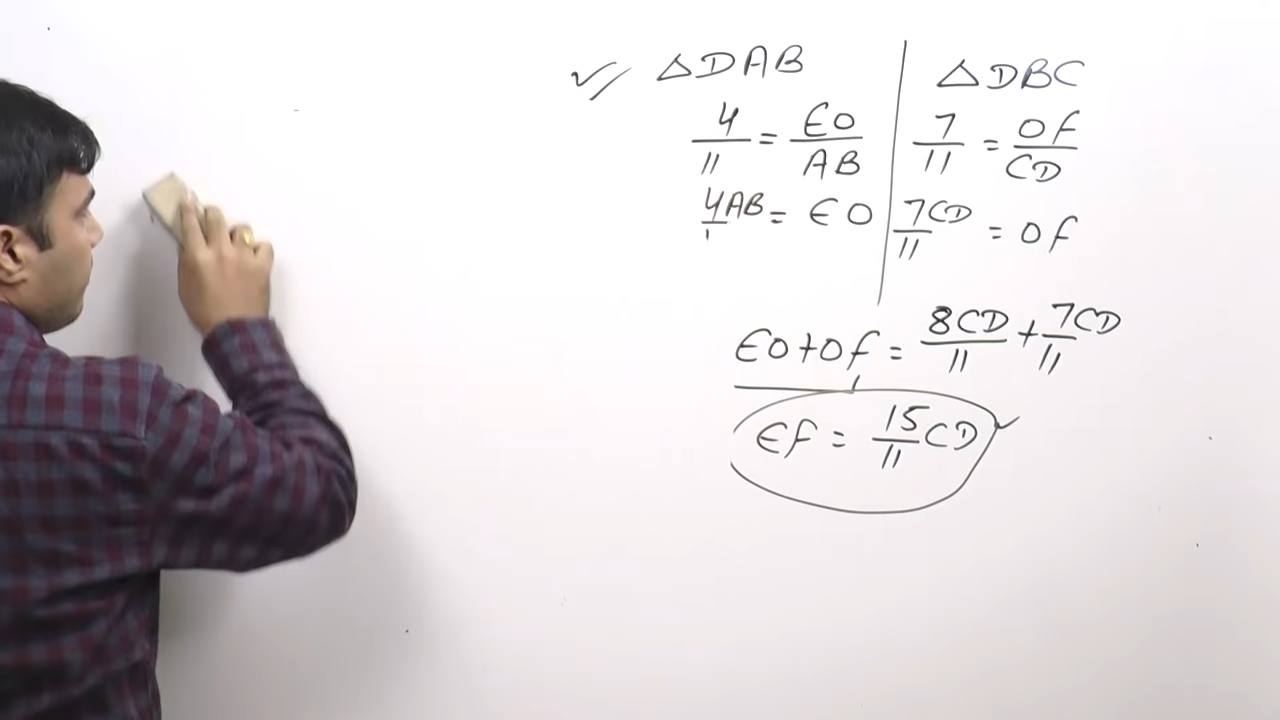 ✓// △DAB
4/11 = EO/AB
4AB/1 = EO
△DBC
7/11 = OF/CD
7CD/11 = OF
EO+OF = 8CD/11 + 7CD/11
EF = 15/11 CD